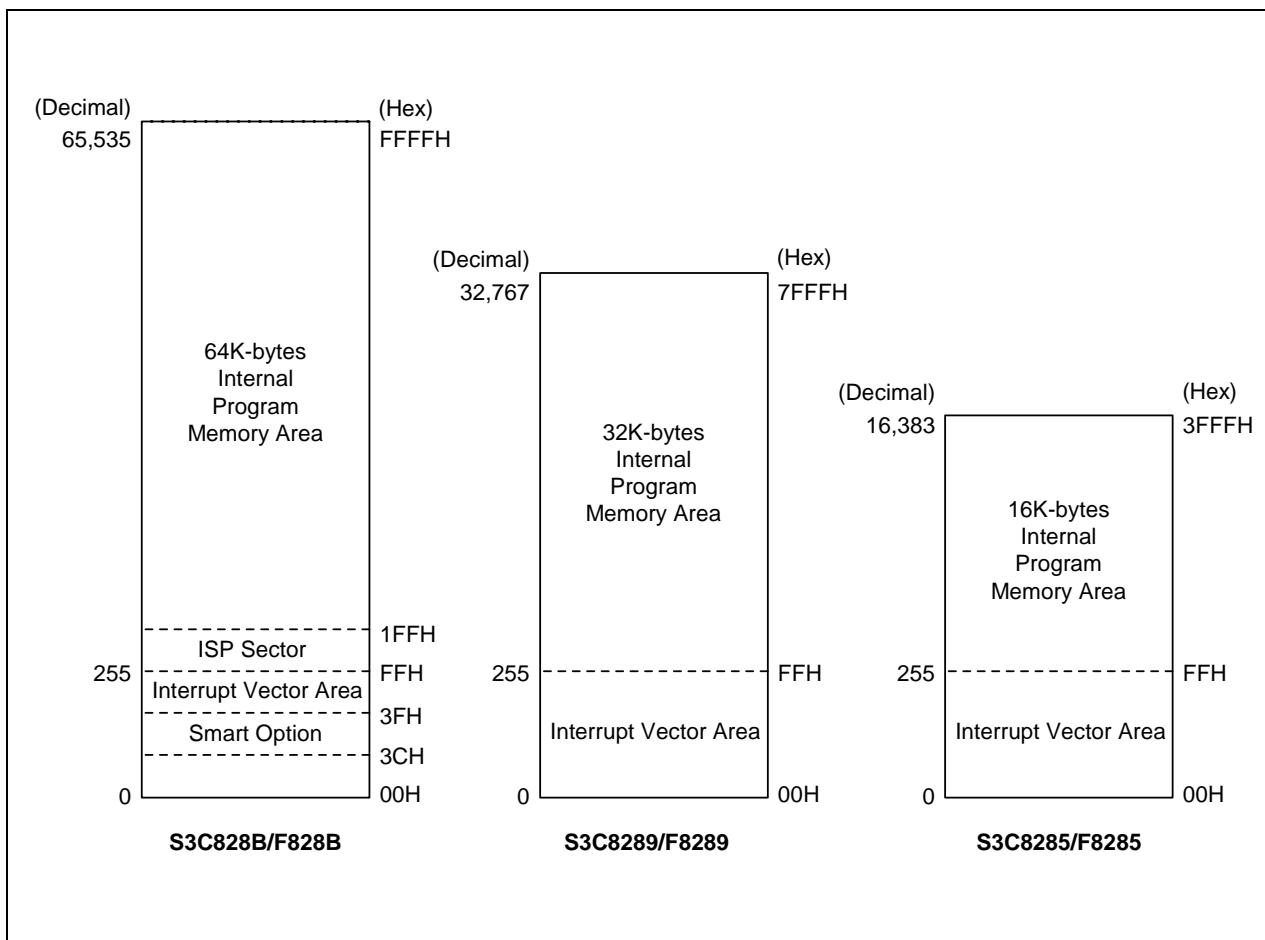 (Decimal)
65,535
(Hex)
FFFFH
64K-bytes
Internal
Program
Memory Area
1FFH
ISP Sector
255
FFH
Interrupt Vector Area
3FH
Smart Option
3CH
0
00H
S3C828B/F828B
(Decimal)
32,767
(Hex)
7FFFH
32K-bytes
Internal
Program
Memory Area
255
FFH
Interrupt Vector Area
0
00H
S3C8289/F8289
(Decimal)
16,383
(Hex)
3FFFH
16K-bytes
Internal
Program
Memory Area
255
FFH
Interrupt Vector Area
0
00H
S3C8285/F8285